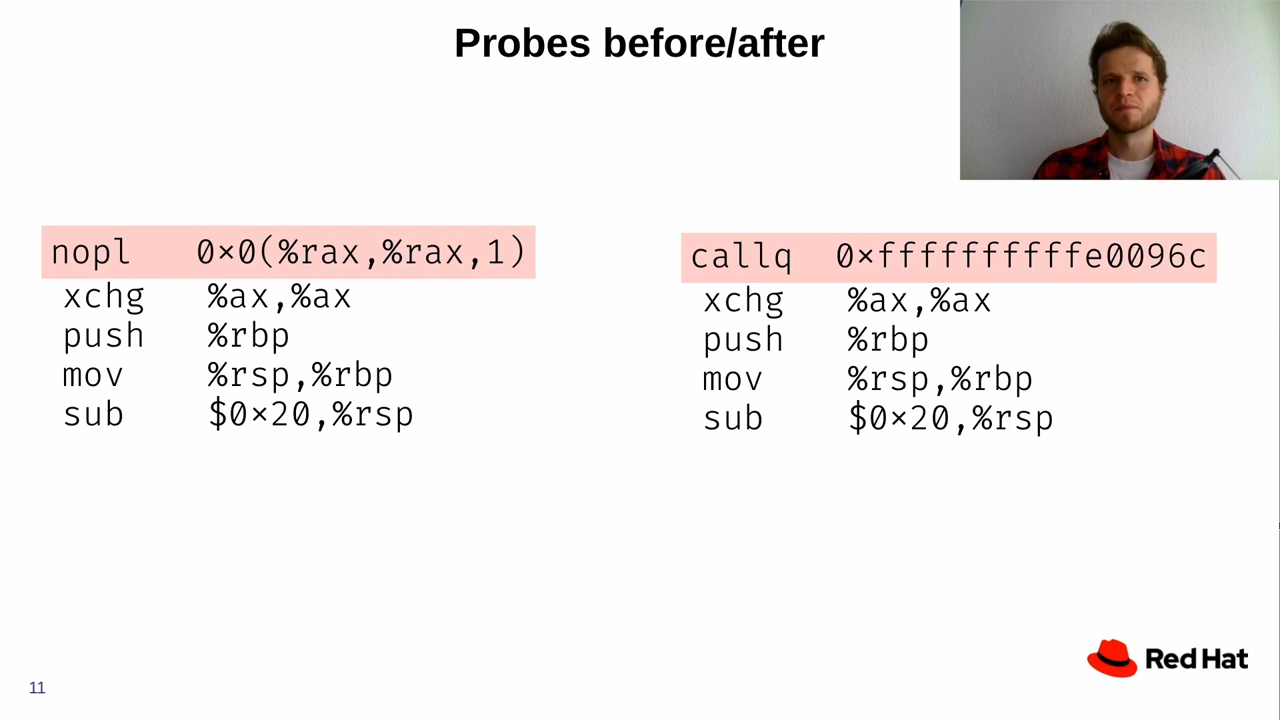 Probes before/after
nopl 0x0(%rax,%rax,1)
xchg %ax,%ax
push %rbp
mov %rsp,%rbp
sub $0x20,%rsp
callq 0xffffffffffe0096c
xchg %ax,%ax
push %rbp
mov %rsp,%rbp
sub $0x20,%rsp
Red Hat
11